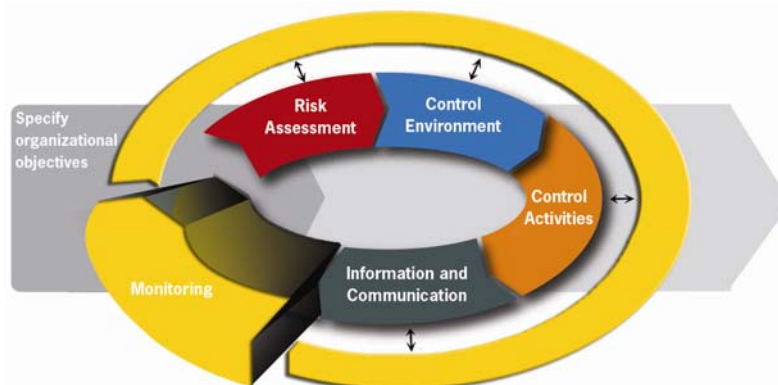 Specify
organizational
objectives
Risk
Assessment
Control
Environment
Control
Activities
Information and
Communication
Monitoring